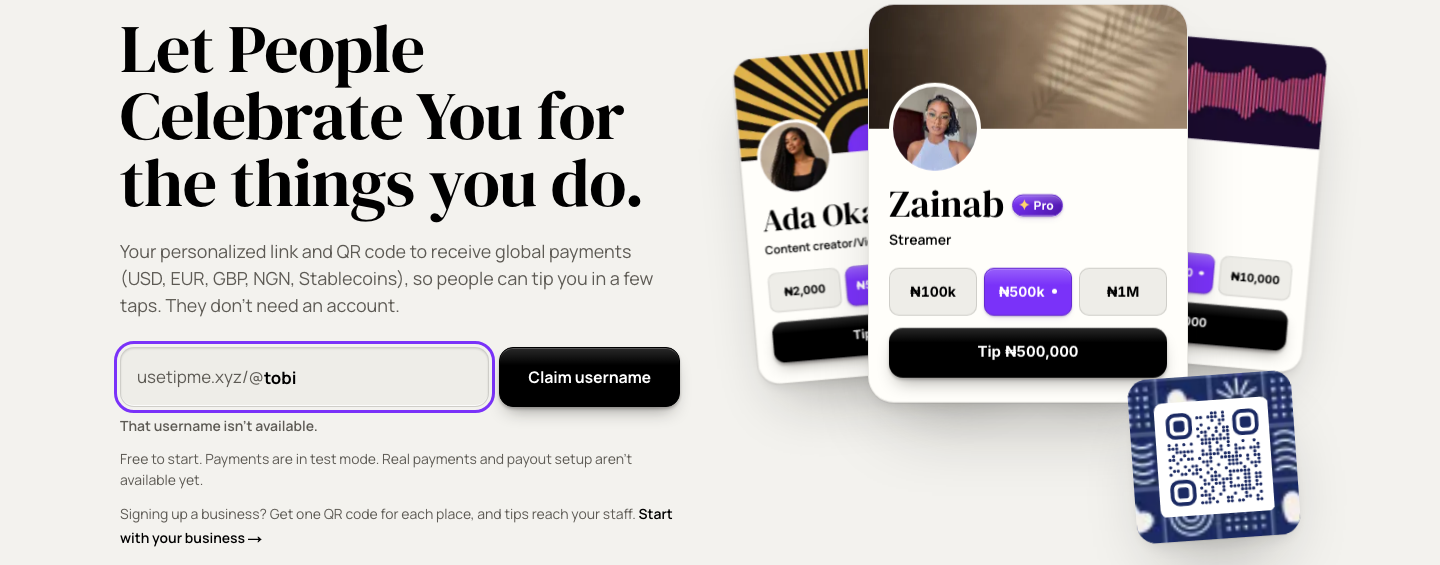 Let People
Celebrate You for
the things you do.
Your personalized link and QR code to receive global payments
(USD, EUR, GBP, NGN, Stablecoins), so people can tip you in a few
taps. They don't need an account.
usetipme.xyz/@tobi
Claim username
That username isn't available.
Free to start. Payments are in test mode. Real payments and payout setup aren't
available yet.
Signing up a business? Get one QR code for each place, and tips reach your staff. Start
with your business →
Ada
Content
₦2,000
Zainab
Pro
Streamer
₦100k
₦500k
₦1M
Tip ₦500,000
₦10,000